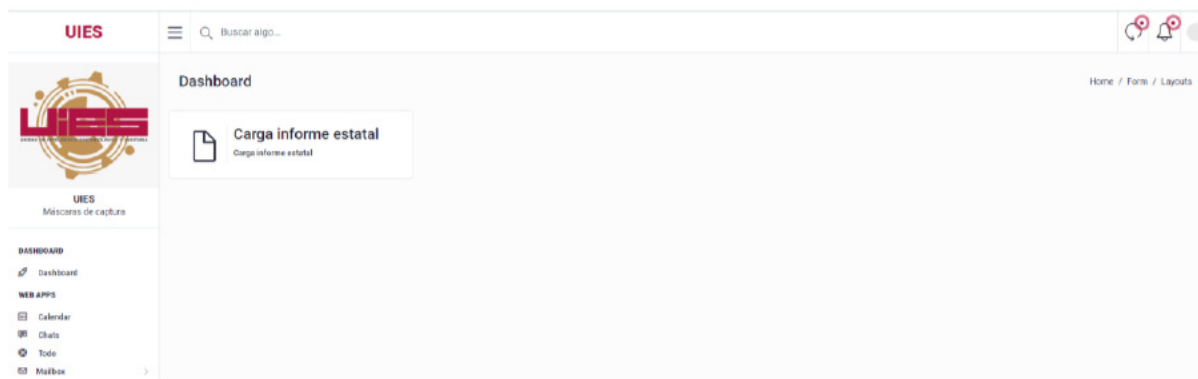 UIES
Buscar algo...
Dashboard
Home / Form / Layouts
UIES
Carga informe estatal
Carga informe estatal
UIES
Máscaras de captura
DASHBOARD
Dashboard
WEB APPS
Calendar
Chats
Todo
Mailbox